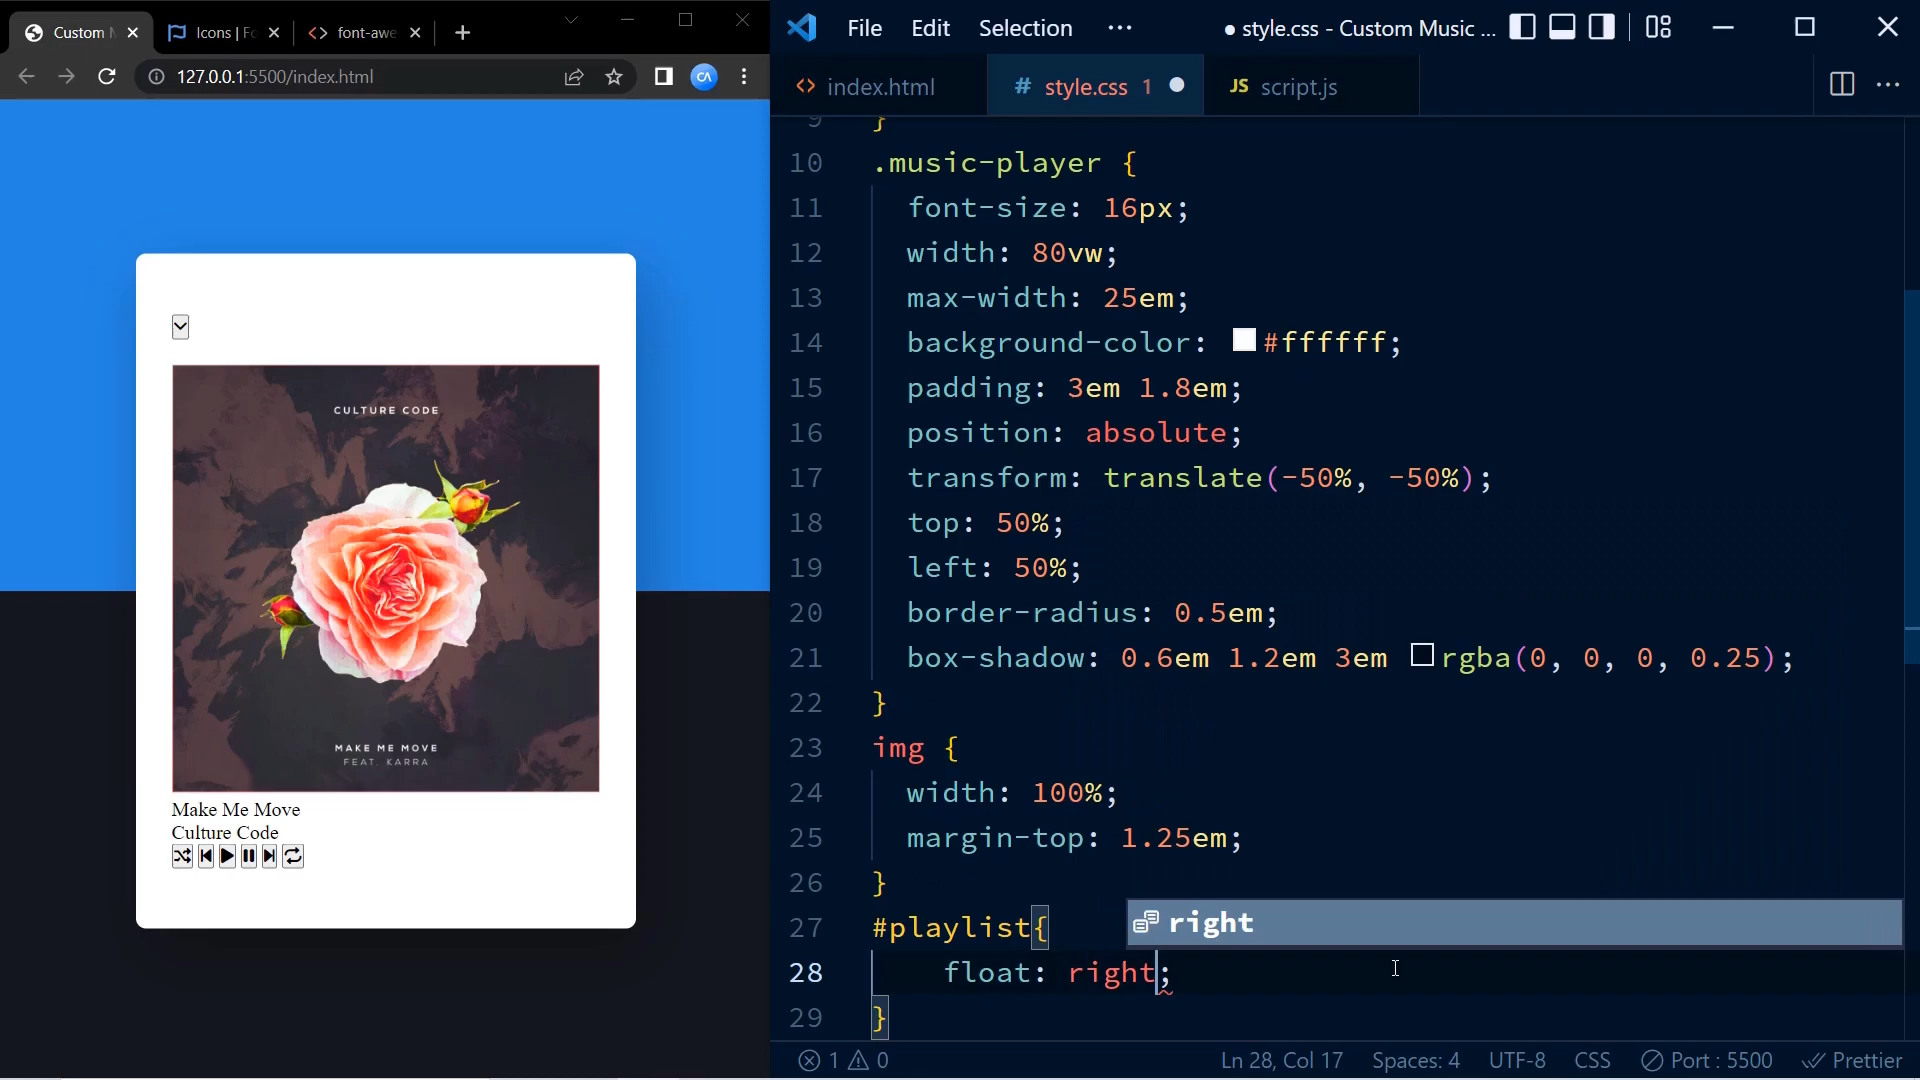 Custom M
Icons | Fo
font-awe
127.0.0.1:5500/index.html
CULTURE CODE
MAKE ME MOVE
FEAT. KARRA
Make Me Move
Culture Code
File Edit Selection ···
● style.css - Custom Music ...
index.html
# style.css 1
JS script.js
9 }
10 .music-player {
11 font-size: 16px;
12 width: 80vw;
13 max-width: 25em;
14 background-color: #ffffff;
15 padding: 3em 1.8em;
16 position: absolute;
17 transform: translate(-50%, -50%);
18 top: 50%;
19 left: 50%;
20 border-radius: 0.5em;
21 box-shadow: 0.6em 1.2em 3em rgba(0, 0, 0, 0.25);
22 }
23 img {
24 width: 100%;
25 margin-top: 1.25em;
26 }
27 #playlist{
right
28 float: right;
29 }
1 0 Ln 28, Col 17 Spaces: 4 UTF-8 CSS Port : 5500 Prettier